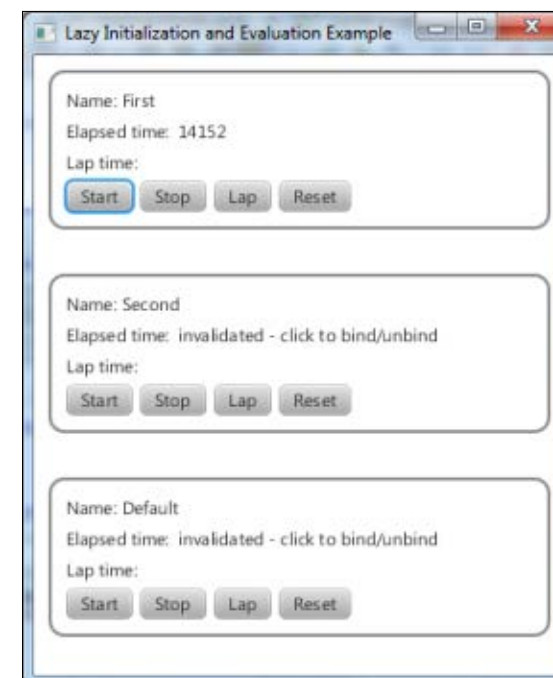 Lazy Initialization and Evaluation Example
Name: First
Elapsed time: 14152
Lap time:
Start Stop Lap Reset
Name: Second
Elapsed time: invalidated - click to bind/unbind
Lap time:
Start Stop Lap Reset
Name: Default
Elapsed time: invalidated - click to bind/unbind
Lap time:
Start Stop Lap Reset